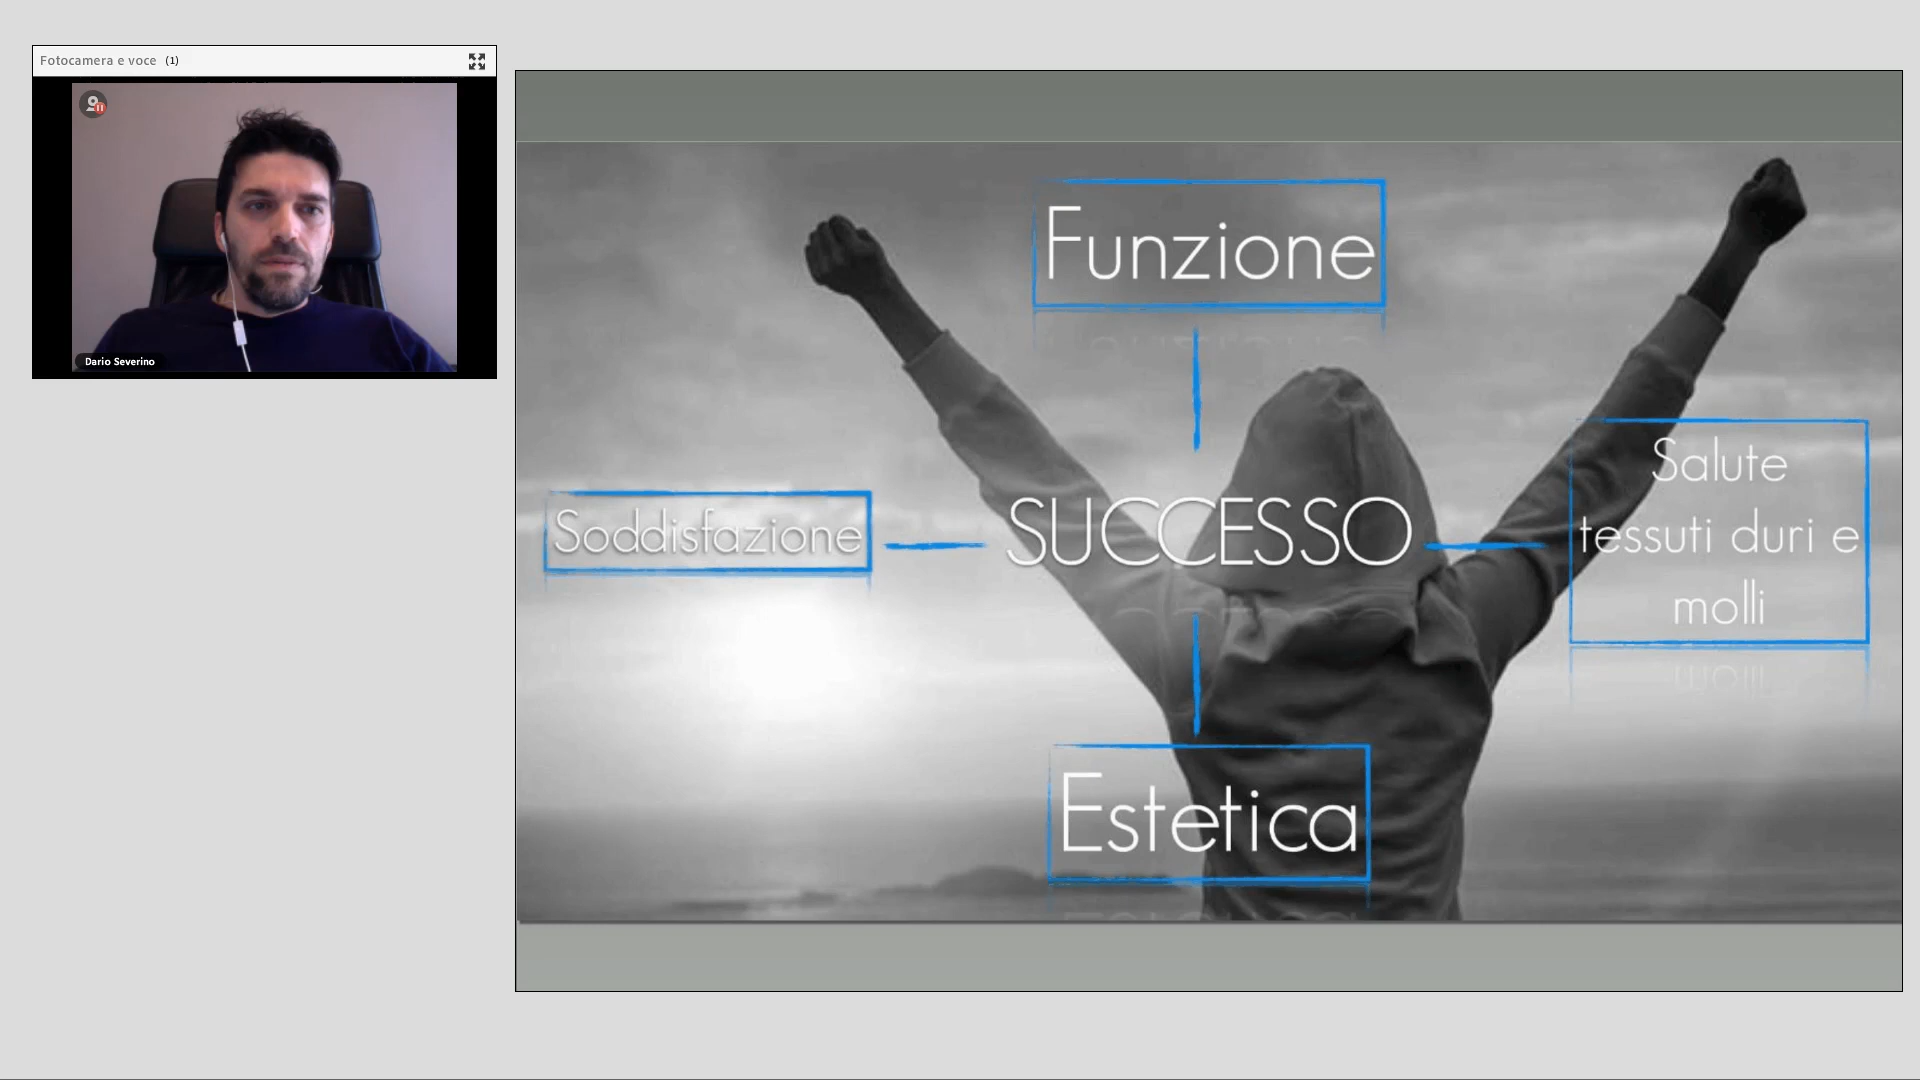 Fotocamera e voce (1)
Dario Severino
Funzione
Soddisfazione
SUCCESSO
Salute
tessuti duri e
molli
Estetica